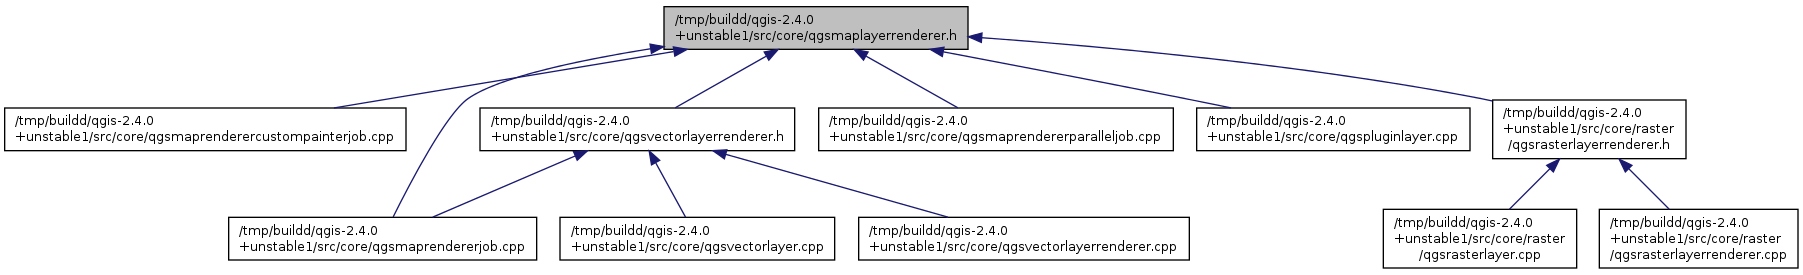 /tmp/buildd/qgis-2.4.0
+unstable1/src/core/qgsmaplayerrenderer.h
/tmp/buildd/qgis-2.4.0
+unstable1/src/core/qgsmaprenderercustompainterjob.cpp
/tmp/buildd/qgis-2.4.0
+unstable1/src/core/qgsvectorlayerrenderer.h
/tmp/buildd/qgis-2.4.0
+unstable1/src/core/qgsmaprendererparalleljob.cpp
/tmp/buildd/qgis-2.4.0
+unstable1/src/core/qgspluginlayer.cpp
/tmp/buildd/qgis-2.4.0
+unstable1/src/core/raster
/qgsrasterlayerrenderer.h
/tmp/buildd/qgis-2.4.0
+unstable1/src/core/qgsmaprendererjob.cpp
/tmp/buildd/qgis-2.4.0
+unstable1/src/core/qgsvectorlayer.cpp
/tmp/buildd/qgis-2.4.0
+unstable1/src/core/qgsvectorlayerrenderer.cpp
/tmp/buildd/qgis-2.4.0
+unstable1/src/core/raster
/qgsrasterlayer.cpp
/tmp/buildd/qgis-2.4.0
+unstable1/src/core/raster
/qgsrasterlayerrenderer.cpp